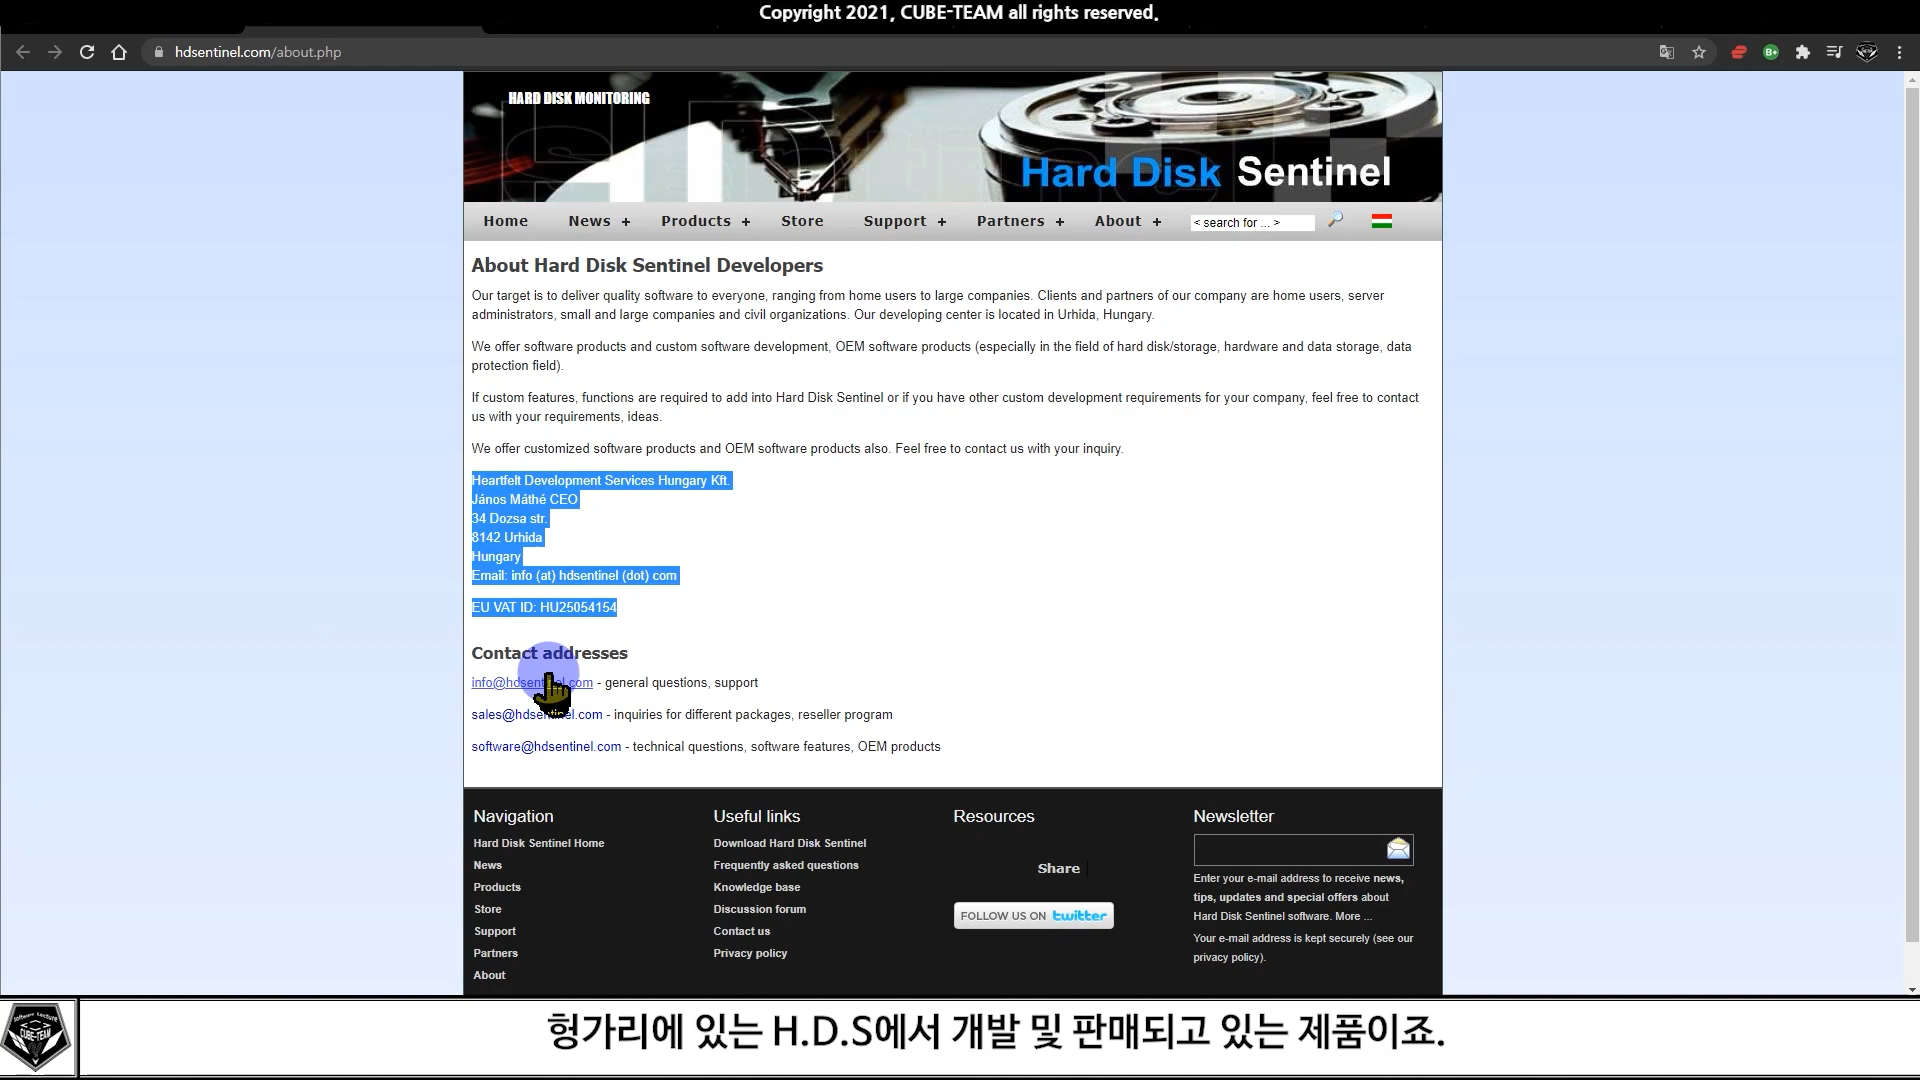 Copyright 2021, CUBE-TEAM all rights reserved.
hdsentinel.com/about.php
HARD DISK MONITORING
Hard Disk Sentinel
Home News + Products + Store Support + Partners + About + < search for ... >
About Hard Disk Sentinel Developers
Our target is to deliver quality software to everyone, ranging from home users to large companies. Clients and partners of our company are home users, server
administrators, small and large companies and civil organizations. Our developing center is located in Urhida, Hungary.
We offer software products and custom software development, OEM software products (especially in the field of hard disk/storage, hardware and data storage, data
protection field).
If custom features, functions are required to add into Hard Disk Sentinel or if you have other custom development requirements for your company, feel free to contact
us with your requirements, ideas.
We offer customized software products and OEM software products also. Feel free to contact us with your inquiry.
Heartfelt Development Services Hungary Kft.
János Máthé CEO
34 Dozsa str.
8142 Urhida
Hungary
Email: info (at) hdsentinel (dot) com
EU VAT ID: HU25054154
Contact addresses
info@hdsentinel.com - general questions, support
sales@hdsentinel.com - inquiries for different packages, reseller program
software@hdsentinel.com - technical questions, software features, OEM products
Navigation
Hard Disk Sentinel Home
News
Products
Store
Support
Partners
About
Useful links
Download Hard Disk Sentinel
Frequently asked questions
Knowledge base
Discussion forum
Contact us
Privacy policy
Resources
Share
FOLLOW US ON twitter
Newsletter
Enter your e-mail address to receive news,
tips, updates and special offers about
Hard Disk Sentinel software. More ...
Your e-mail address is kept securely (see our
privacy policy).
Software Lecture
CUBE-TEAM
헝가리에 있는 H.D.S에서 개발 및 판매되고 있는 제품이죠.